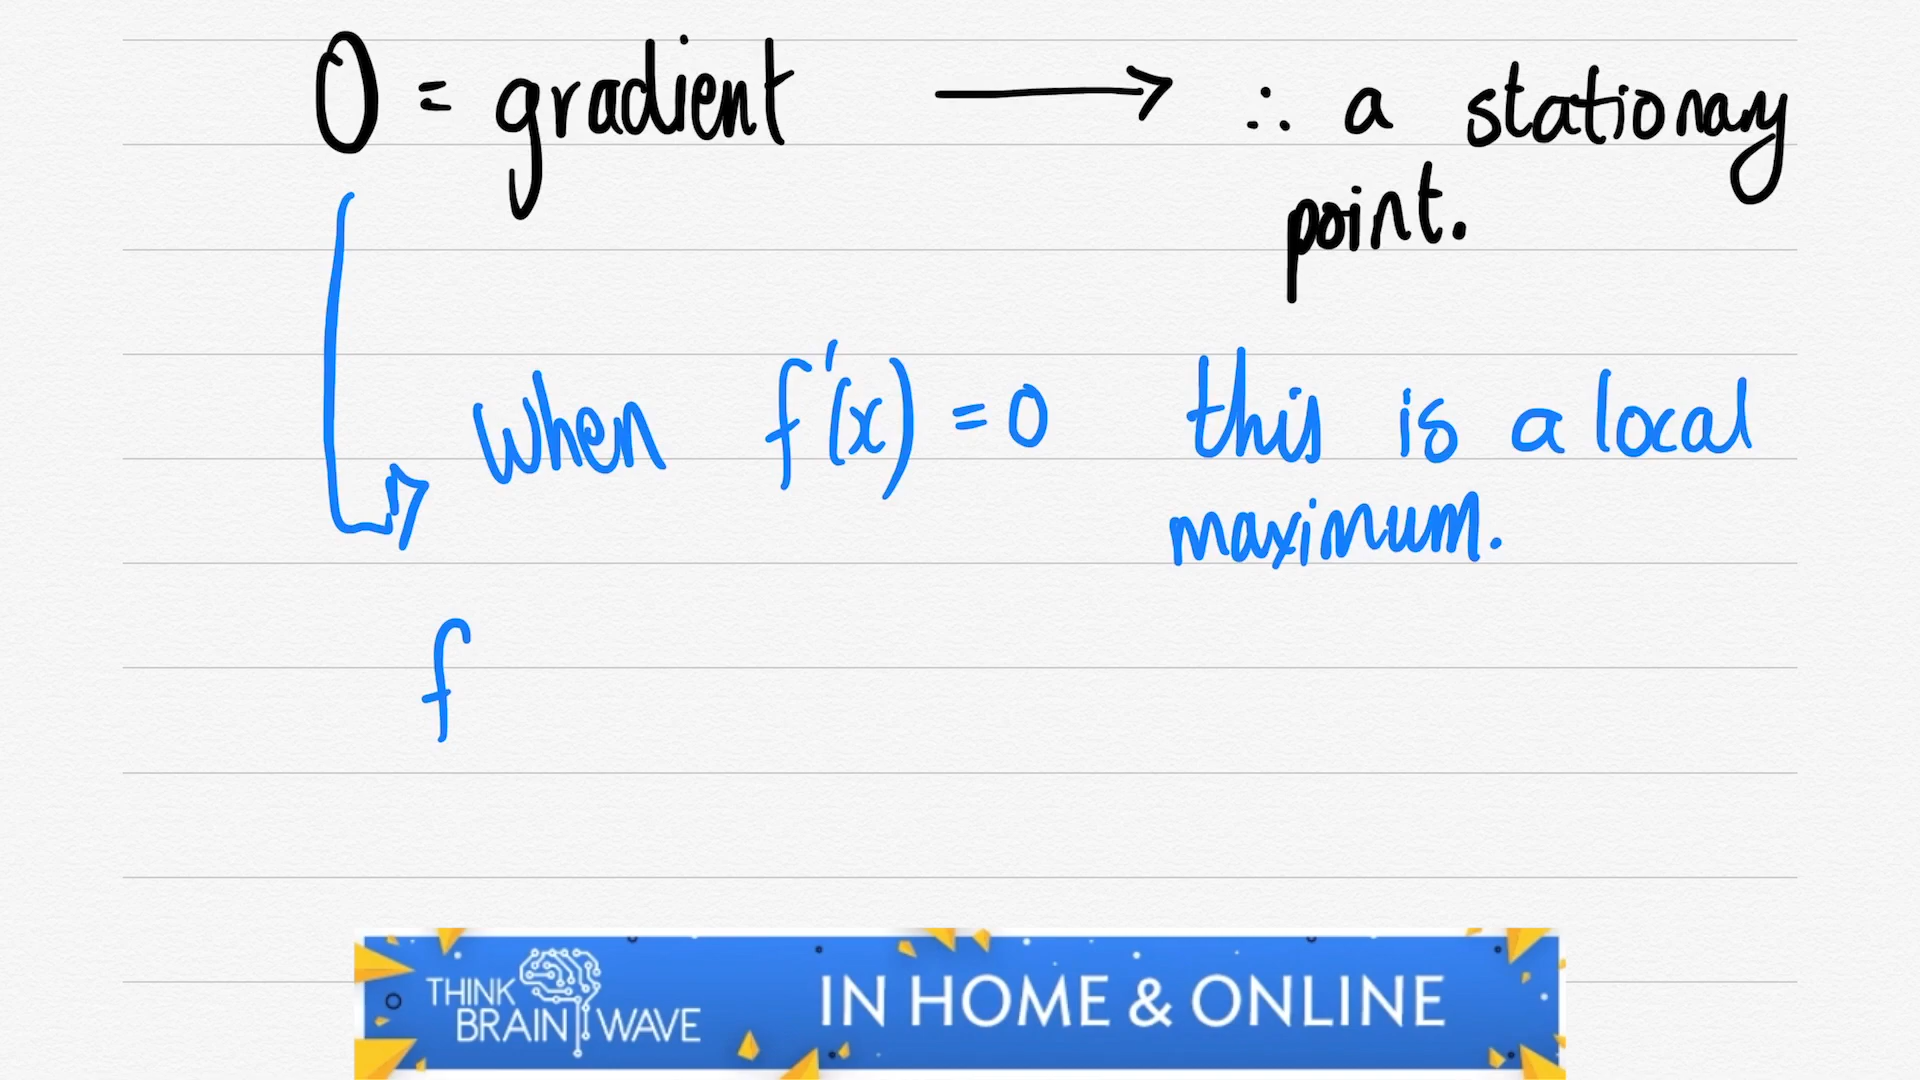 0 = gradient → ∴ a stationary
point.
when f'(x) = 0 this is a local
maximum.
f
THINK BRAIN WAVE IN HOME & ONLINE